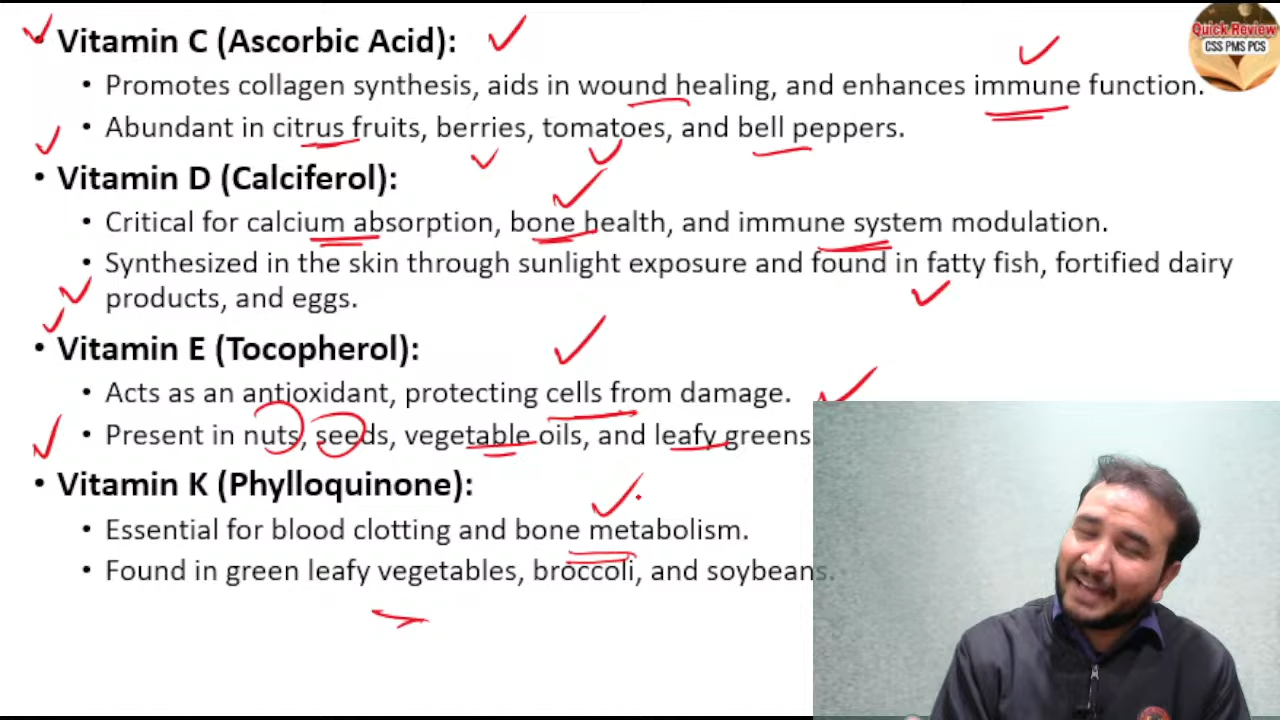 Quick Review
CSS PMS PCS
• Vitamin C (Ascorbic Acid):
• Promotes collagen synthesis, aids in wound healing, and enhances immune function.
• Abundant in citrus fruits, berries, tomatoes, and bell peppers.
• Vitamin D (Calciferol):
• Critical for calcium absorption, bone health, and immune system modulation.
• Synthesized in the skin through sunlight exposure and found in fatty fish, fortified dairy
products, and eggs.
• Vitamin E (Tocopherol):
• Acts as an antioxidant, protecting cells from damage.
• Present in nuts, seeds, vegetable oils, and leafy greens.
• Vitamin K (Phylloquinone):
• Essential for blood clotting and bone metabolism.
• Found in green leafy vegetables, broccoli, and soybeans.